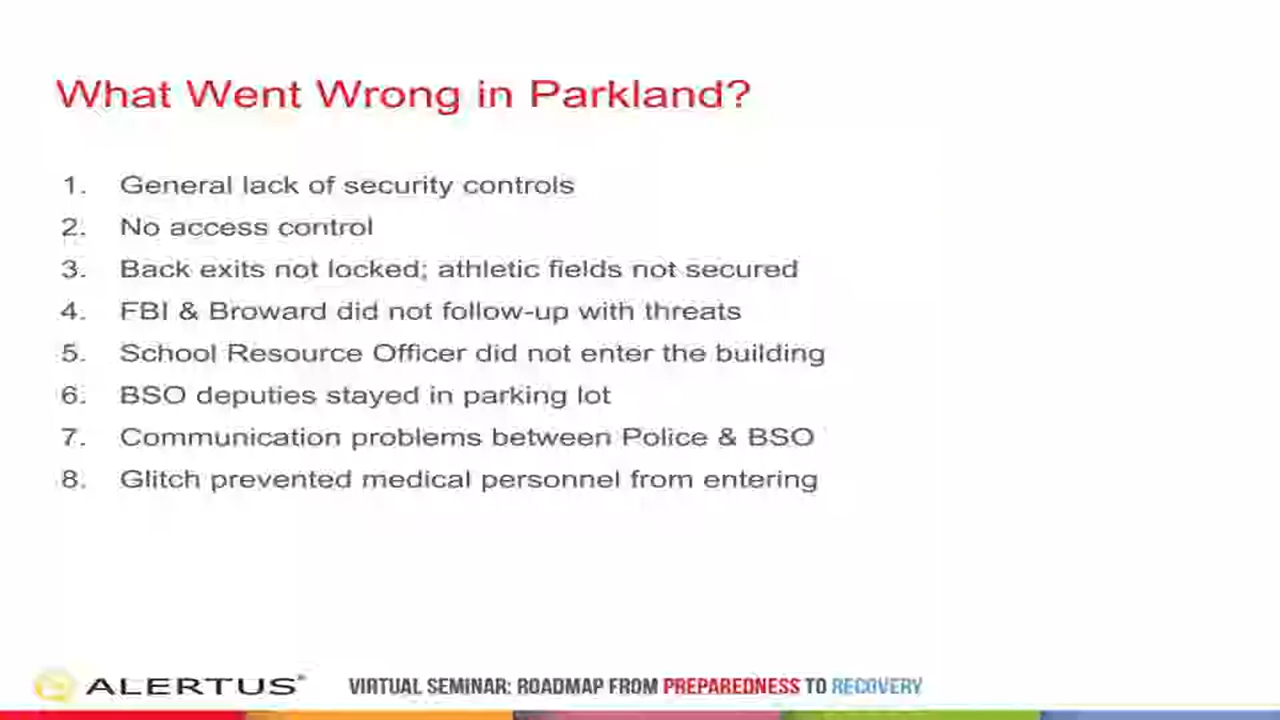 What Went Wrong in Parkland?
1. General lack of security controls
2. No access control
3. Back exits not locked; athletic fields not secured
4. FBI & Broward did not follow-up with threats
5. School Resource Officer did not enter the building
6. BSO deputies stayed in parking lot
7. Communication problems between Police & BSO
8. Glitch prevented medical personnel from entering
ALERTUS® VIRTUAL SEMINAR: ROADMAP FROM PREPAREDNESS TO RECOVERY